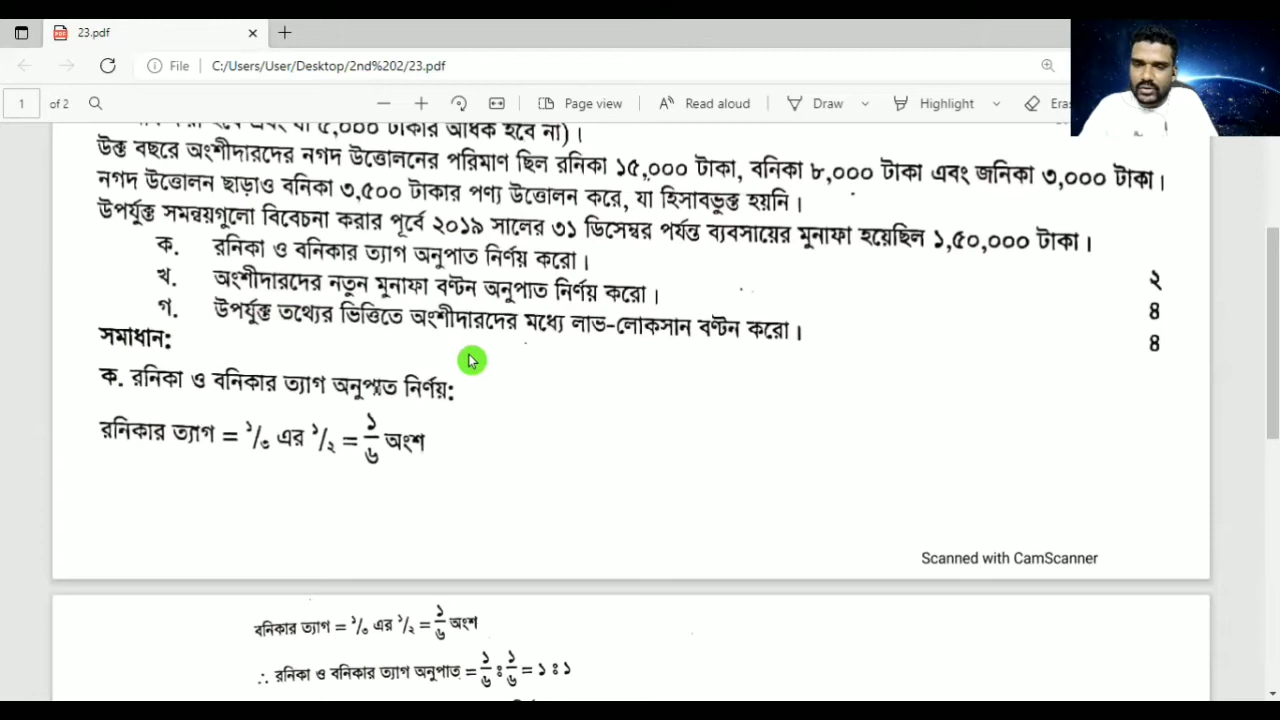 23.pdf
File C:/Users/User/Desktop/2nd%202/23.pdf
1 of 2 Page view Read aloud Draw Highlight Eras
৫,০০০ টাকার অধিক হবে না)।
উক্ত বছরে অংশীদারদের নগদ উত্তোলনের পরিমাণ ছিল রনিকা ১৫,০০০ টাকা, বনিকা ৮,০০০ টাকা এবং জনিকা ৩,০০০ টাকা।
নগদ উত্তোলন ছাড়াও বনিকা ৩,৫০০ টাকার পণ্য উত্তোলন করে, যা হিসাবভুক্ত হয়নি।
উপর্যুক্ত সমন্বয়গুলো বিবেচনা করার পূর্বে ২০১৯ সালের ৩১ ডিসেম্বর পর্যন্ত ব্যবসায়ের মুনাফা হয়েছিল ১,৫০,০০০ টাকা।
ক. রনিকা ও বনিকার ত্যাগ অনুপাত নির্ণয় করো। ২
খ. অংশীদারদের নতুন মুনাফা বণ্টন অনুপাত নির্ণয় করো। ৪
গ. উপর্যুক্ত তথ্যের ভিত্তিতে অংশীদারদের মধ্যে লাভ-লোকসান বণ্টন করো। ৪
সমাধান:
ক. রনিকা ও বনিকার ত্যাগ অনুপাত নির্ণয়:
রনিকার ত্যাগ = ১/৩ এর ১/২ = ১/৬ অংশ
Scanned with CamScanner
বনিকার ত্যাগ = ১/৩ এর ১/২ = ১/৬ অংশ
∴ রনিকা ও বনিকার ত্যাগ অনুপাত = ১/৬ ঃ ১/৬ = ১ ঃ ১